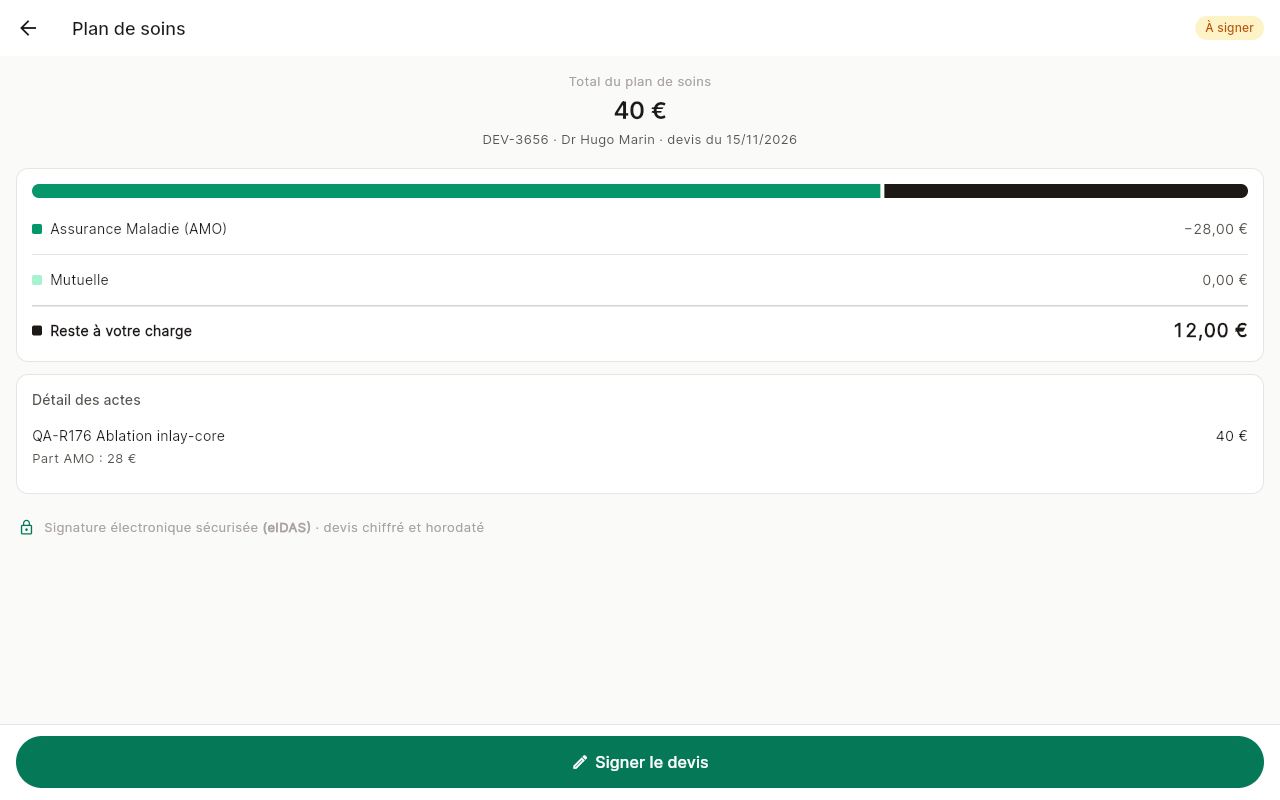 Plan de soins
À signer
Total du plan de soins
40 €
DEV-3656 · Dr Hugo Marin · devis du 15/11/2026
Assurance Maladie (AMO) −28,00 €
Mutuelle 0,00 €
Reste à votre charge 12,00 €
Détail des actes
QA-R176 Ablation inlay-core 40 €
Part AMO : 28 €
Signature électronique sécurisée (eIDAS) · devis chiffré et horodaté
Signer le devis